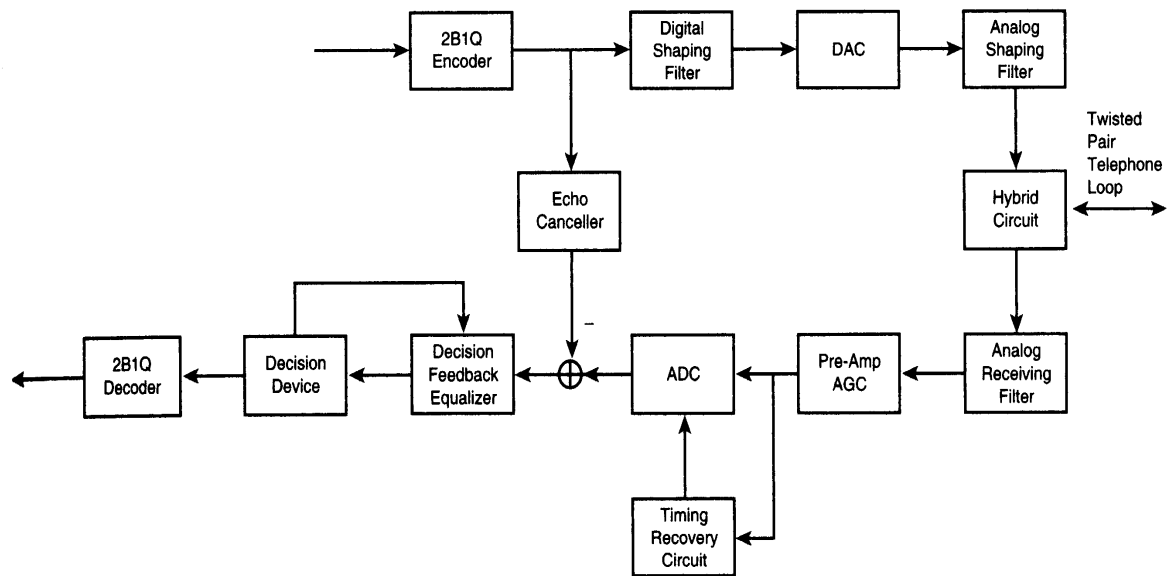 2B1Q
Encoder
Digital
Shaping
Filter
DAC
Analog
Shaping
Filter
Twisted
Pair
Telephone
Loop
Echo
Canceller
Hybrid
Circuit
–
2B1Q
Decoder
Decision
Device
Decision
Feedback
Equalizer
ADC
Pre-Amp
AGC
Analog
Receiving
Filter
Timing
Recovery
Circuit